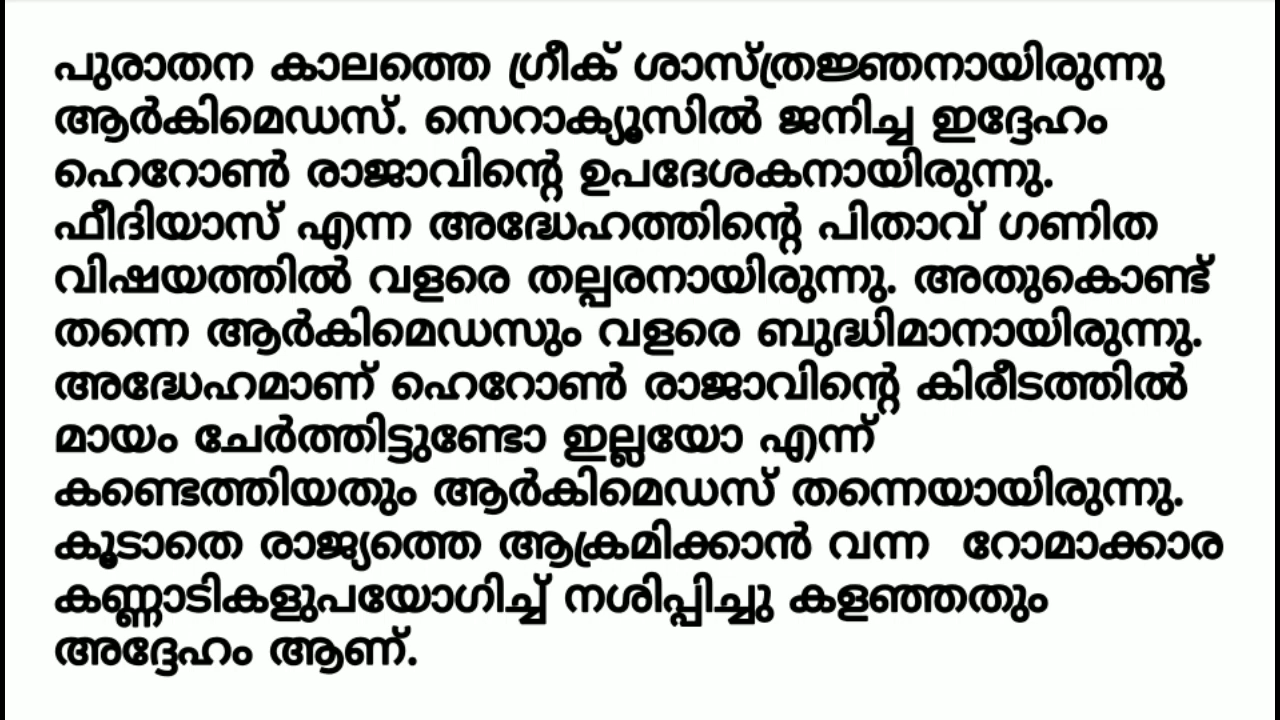 പുരാതന കാലത്തെ ഗ്രീക് ശാസ്ത്രജ്ഞനായിരുന്നു
ആർകിമെഡസ്. സെറാക്യൂസിൽ ജനിച്ച ഇദ്ദേഹം
ഹെറോൺ രാജാവിന്റെ ഉപദേശകനായിരുന്നു.
ഫീദിയാസ് എന്ന അദ്ധേഹത്തിന്റെ പിതാവ് ഗണിത
വിഷയത്തിൽ വളരെ തല്പരനായിരുന്നു. അതുകൊണ്ട്
തന്നെ ആർകിമെഡസും വളരെ ബുദ്ധിമാനായിരുന്നു.
അദ്ധേഹമാണ് ഹെറോൺ രാജാവിന്റെ കിരീടത്തിൽ
മായം ചേർത്തിട്ടുണ്ടോ ഇല്ലയോ എന്ന്
കണ്ടെത്തിയതും ആർകിമെഡസ് തന്നെയായിരുന്നു.
കൂടാതെ രാജ്യത്തെ ആക്രമിക്കാൻ വന്ന റോമാക്കാര
കണ്ണാടികളുപയോഗിച്ച് നശിപ്പിച്ചു കളഞ്ഞതും
അദ്ദേഹം ആണ്.